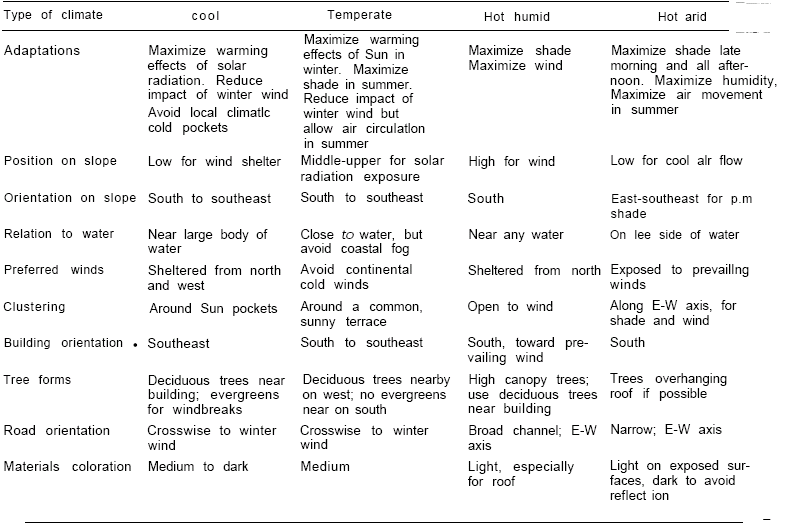 Type of climate cool Temperate Hot humid Hot arid
Adaptations
Maximize warming
effects of solar
radiation. Reduce
impact of winter wind
Avoid local climatlc
cold pockets
Maximize warming
effects of Sun in
winter. Maximize
shade in summer.
Reduce impact of
winter wind but
allow air circulatlon
in summer
Maximize shade
Maximize wind
Maximize shade late
morning and all after-
noon. Maximize humidity,
Maximize air movement
in summer
Position on slope
Low for wind shelter
Middle-upper for solar
radiation exposure
High for wind
Low for cool alr flow
Orientation on slope
South to southeast
South to southeast
South
East-southeast for p.m
shade
Relation to water
Near large body of
water
Close to water, but
avoid coastal fog
Near any water
On lee side of water
Preferred winds
Sheltered from north
and west
Avoid continental
cold winds
Sheltered from north
Exposed to prevaillng
winds
Clustering
Around Sun pockets
Around a common,
sunny terrace
Open to wind
Along E-W axis, for
shade and wind
Building orientation •
Southeast
South to southeast
South, toward pre-
vailing wind
South
Tree forms
Deciduous trees near
building; evergreens
for windbreaks
Deciduous trees nearby
on west; no evergreens
near on south
High canopy trees;
use deciduous trees
near building
Trees overhanging
roof if possible
Road orientation
Crosswise to winter
wind
Crosswise to winter
wind
Broad channel; E-W
axis
Narrow; E-W axis
Materials coloration
Medium to dark
Medium
Light, especially
for roof
Light on exposed sur-
faces, dark to avoid
reflect ion